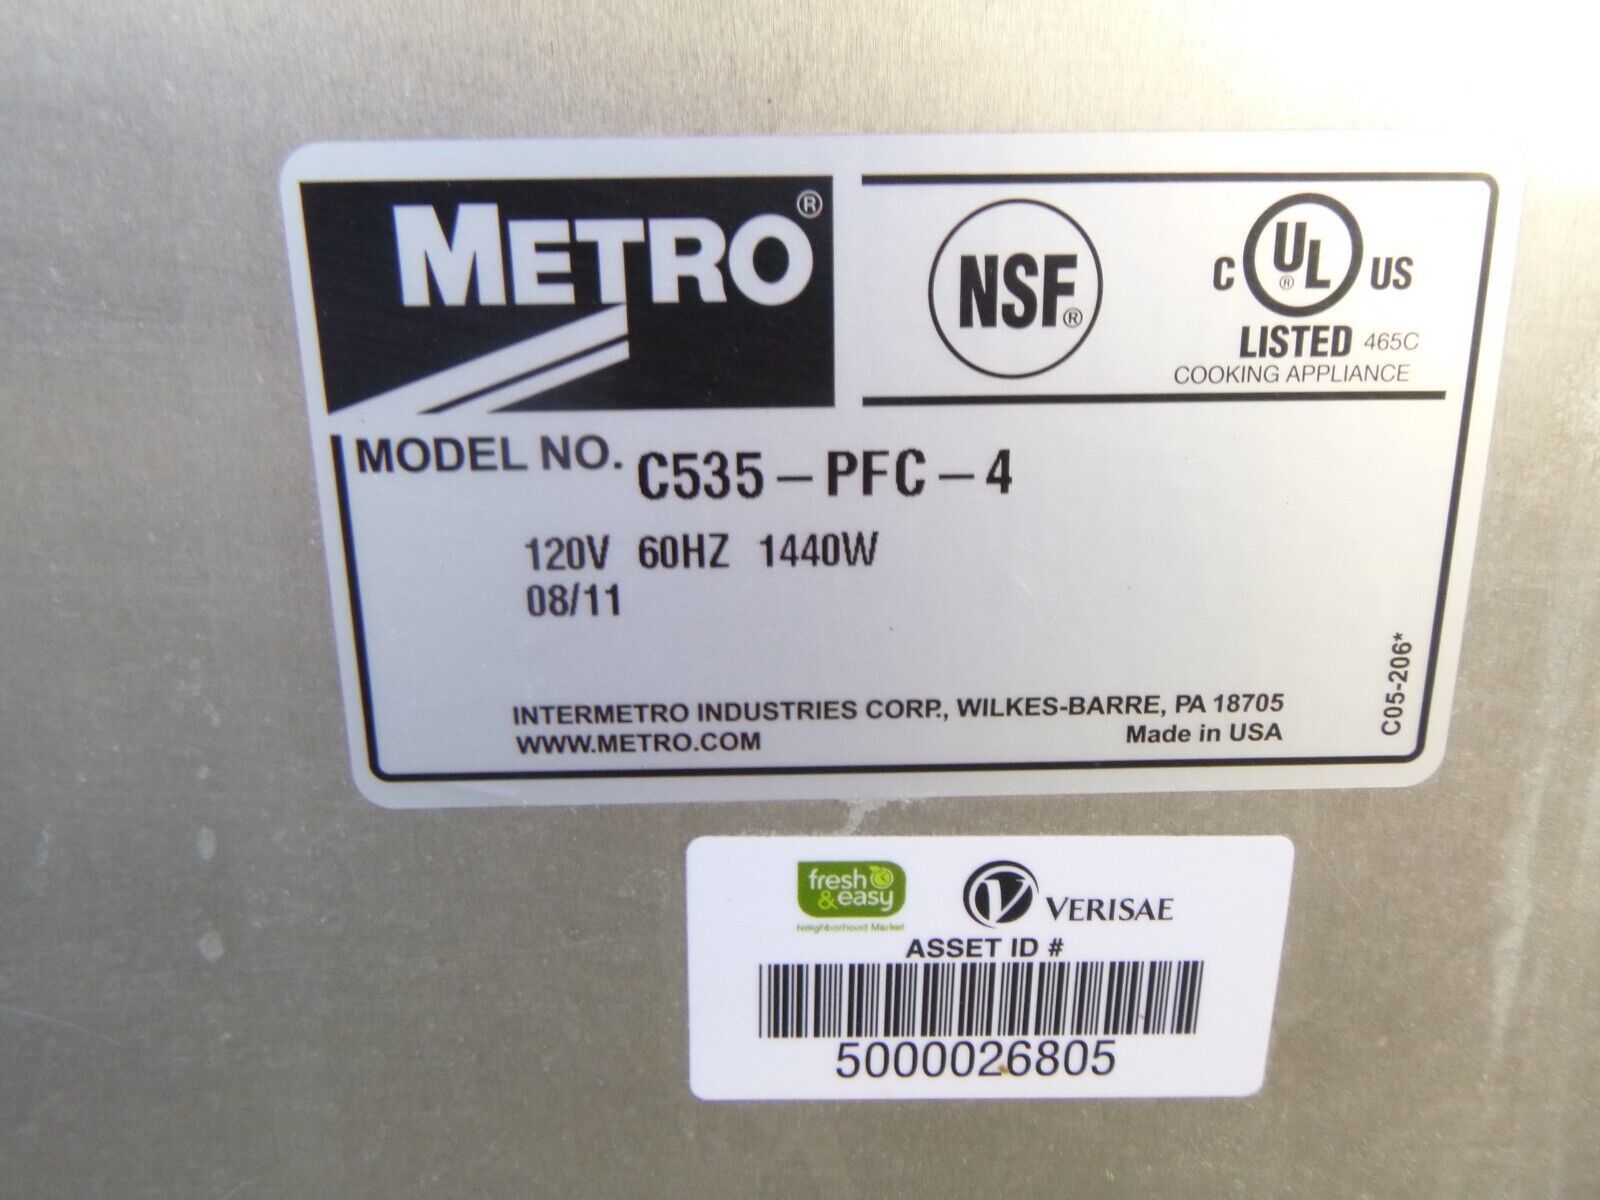 METRO®
NSF®
C UL® US
LISTED 465C
COOKING APPLIANCE
MODEL NO. C535-PFC-4
120V 60HZ 1440W
08/11
C05-206*
INTERMETRO INDUSTRIES CORP., WILKES-BARRE, PA 18705
WWW.METRO.COM Made in USA
fresh
&easy
Neighborhood Market
V VERISAE
ASSET ID #
5000026805